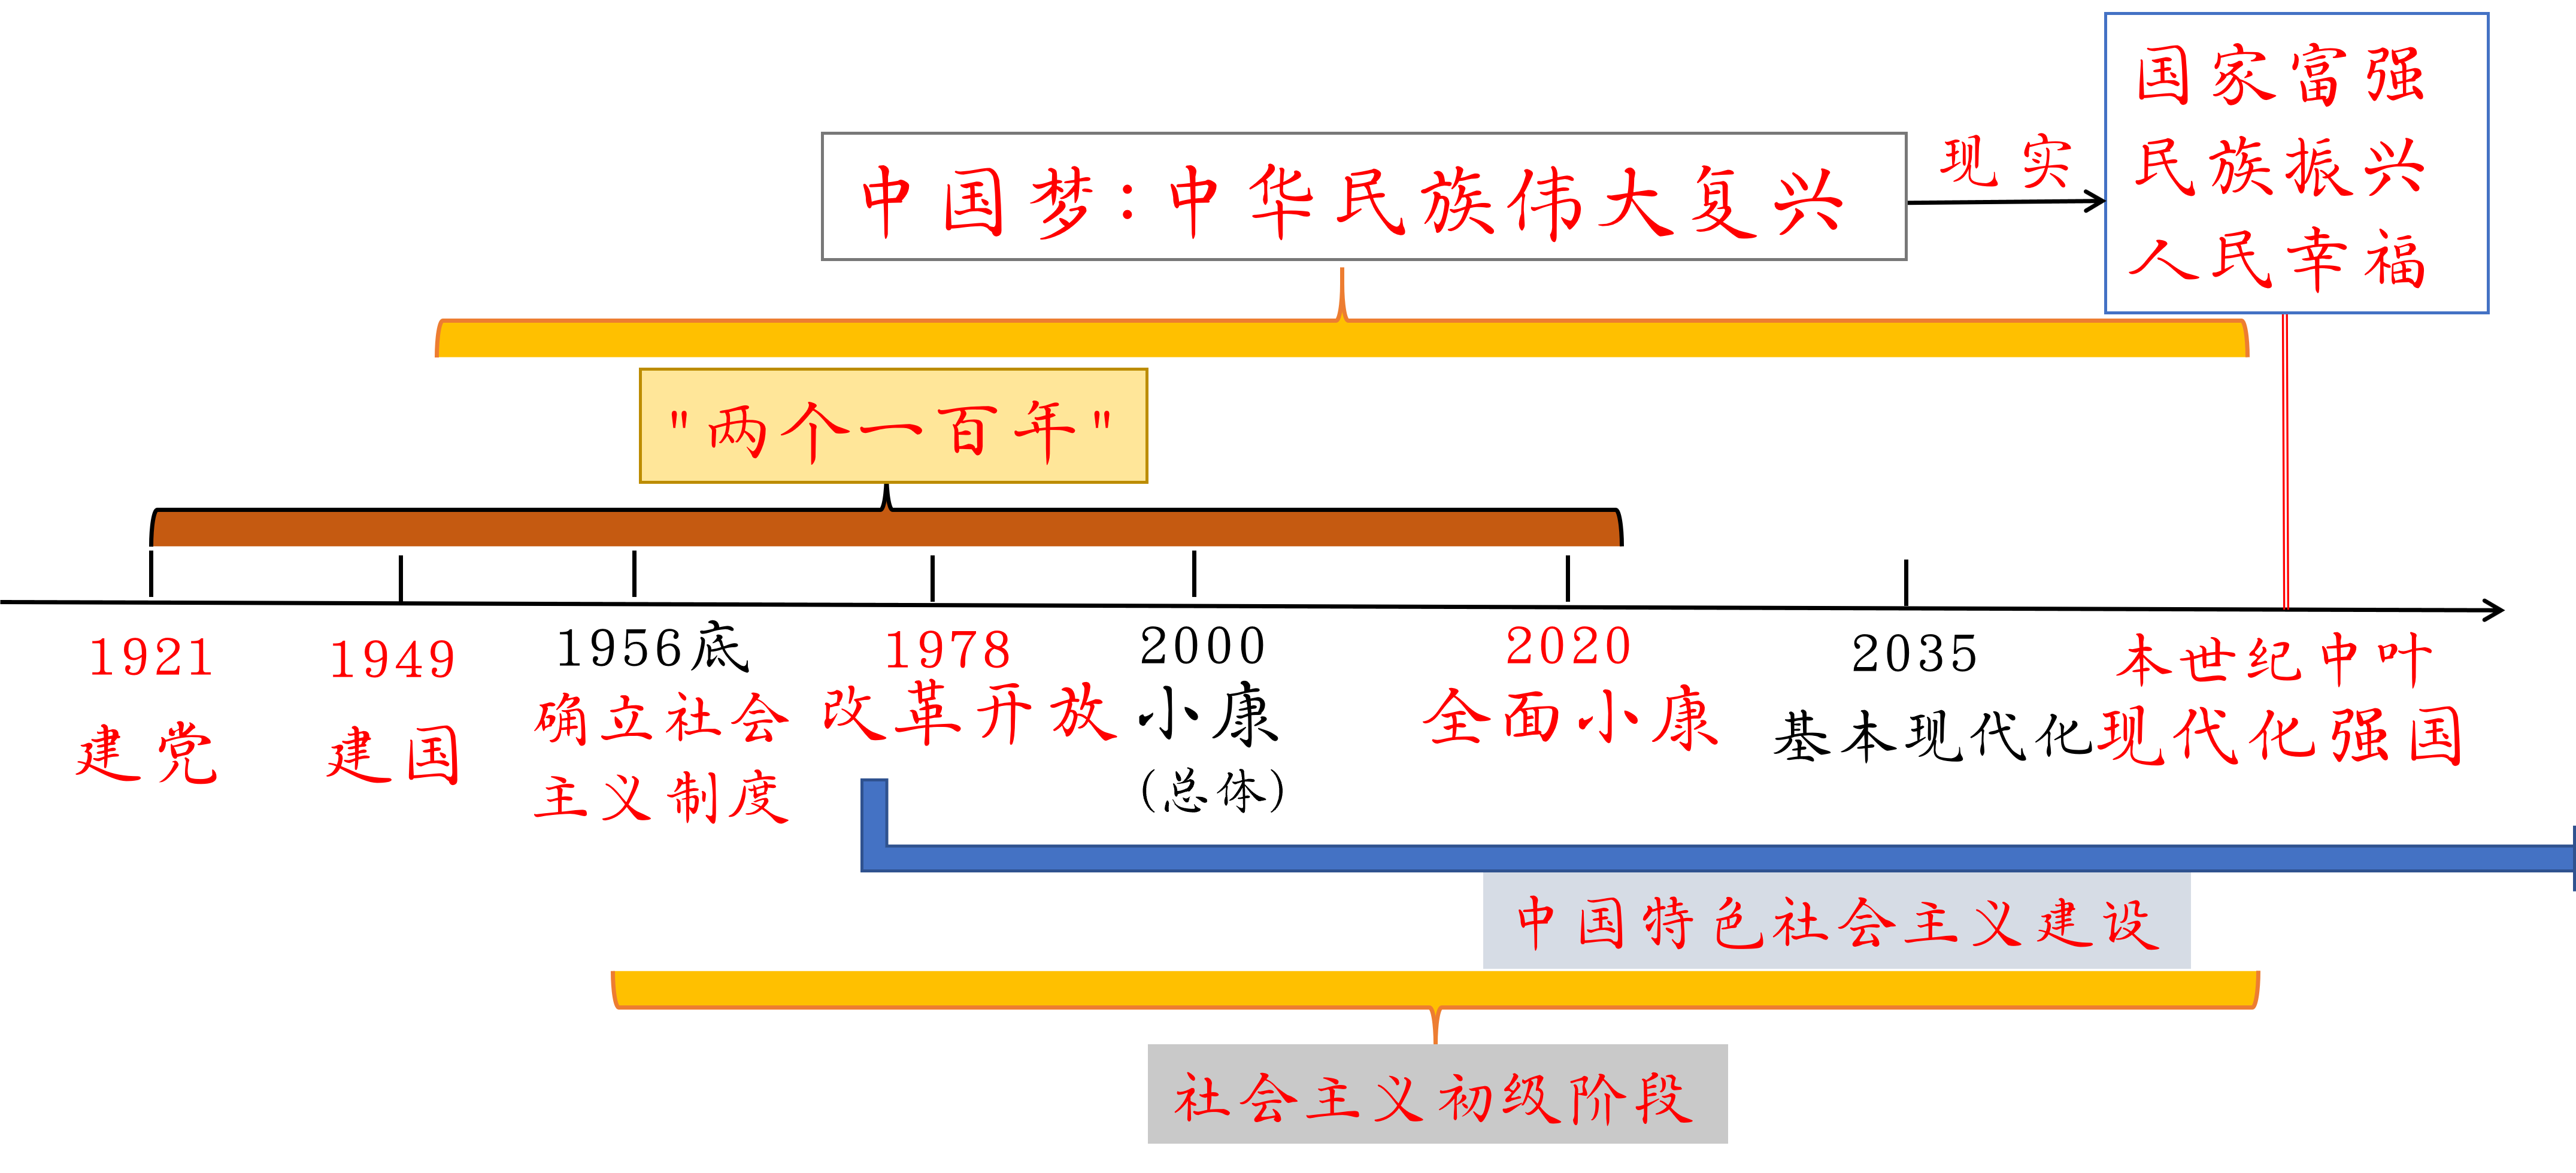 国家富强
民族振兴
人民幸福
现实
中国梦:中华民族伟大复兴
"两个一百年"
1921
建党
1949
建国
1956底
确立社会
主义制度
1978
改革开放
2000
小康
(总体)
2020
全面小康
2035
基本现代化
本世纪中叶
现代化强国
中国特色社会主义建设
社会主义初级阶段